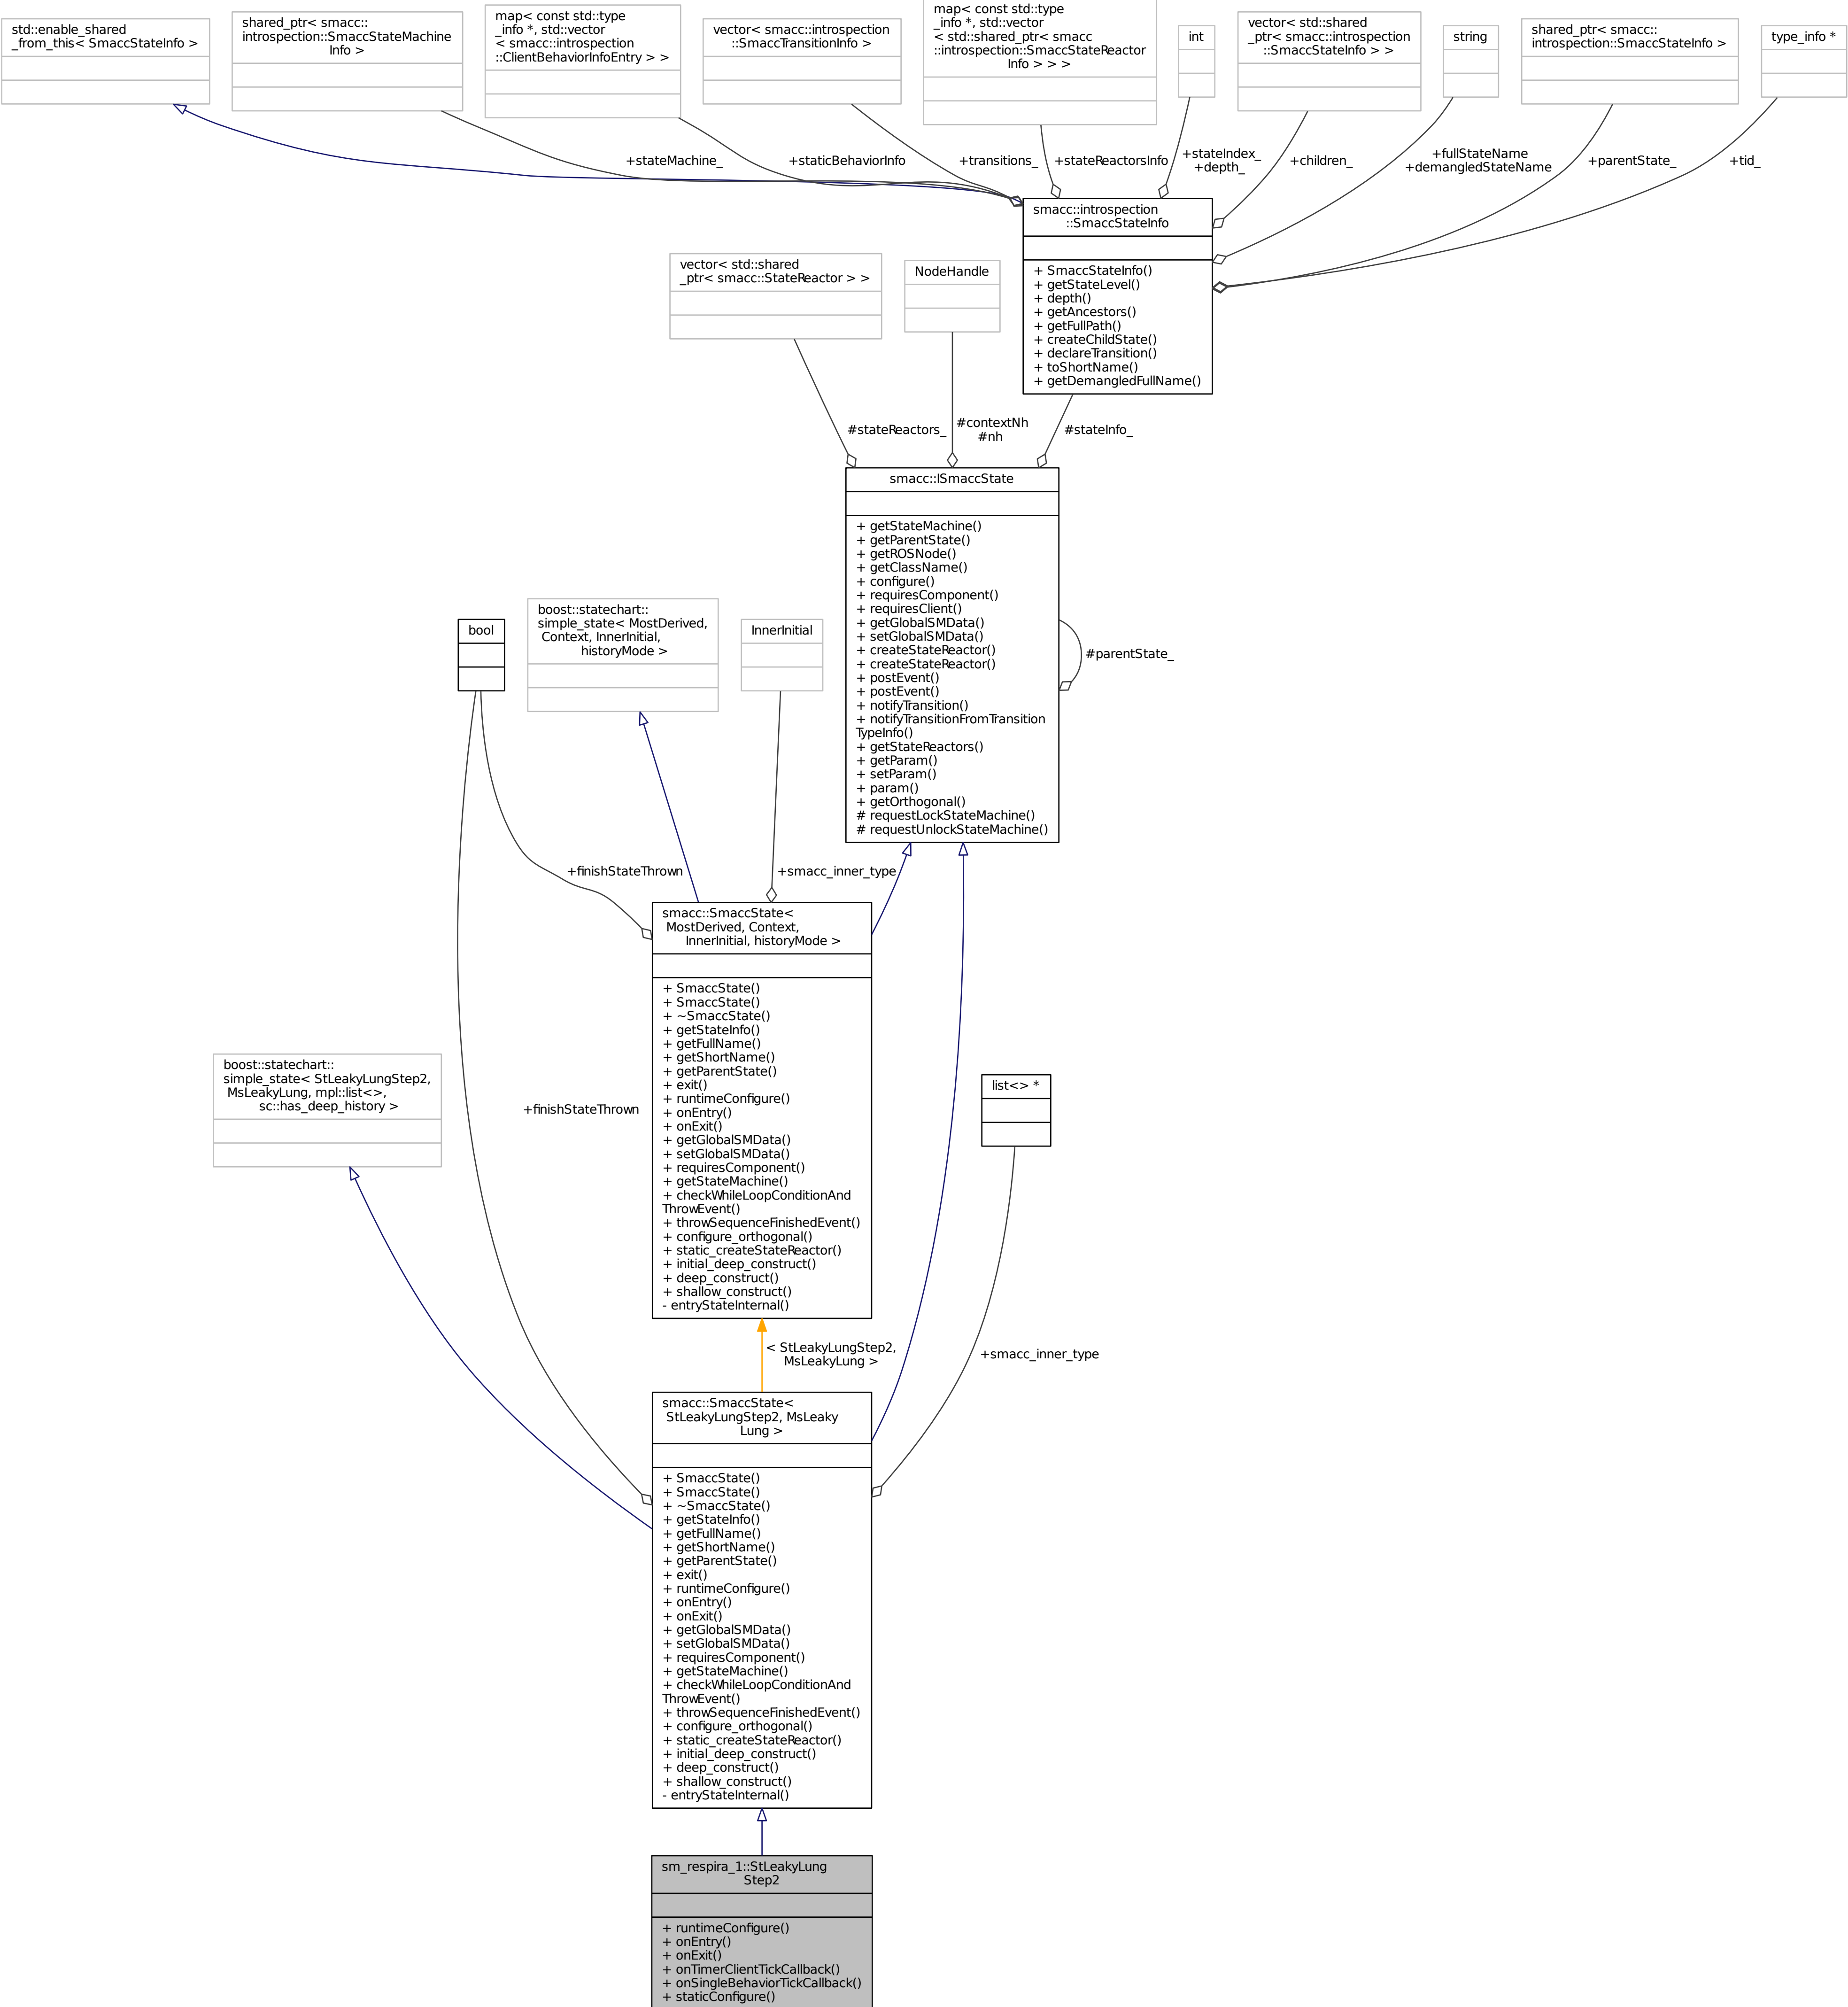 std::enable_shared
_from_this< SmaccStateInfo >
shared_ptr< smacc::
introspection::SmaccStateMachine
Info >
map< const std::type
_info *, std::vector
< smacc::introspection
::ClientBehaviorInfoEntry > >
vector< smacc::introspection
::SmaccTransitionInfo >
map< const std::type
_info *, std::vector
< std::shared_ptr< smacc
::introspection::SmaccStateReactor
Info > > >
int
vector< std::shared
_ptr< smacc::introspection
::SmaccStateInfo > >
string
shared_ptr< smacc::
introspection::SmaccStateInfo >
type_info *
+stateMachine_
+staticBehaviorInfo
+transitions_
+stateReactorsInfo
+stateIndex_
+depth_
+children_
+fullStateName
+demangledStateName
+parentState_
+tid_
smacc::introspection
::SmaccStateInfo
+ SmaccStateInfo()
+ getStateLevel()
+ depth()
+ getAncestors()
+ getFullPath()
+ createChildState()
+ declareTransition()
+ toShortName()
+ getDemangledFullName()
vector< std::shared
_ptr< smacc::StateReactor > >
NodeHandle
#stateReactors_
#contextNh
#nh
#stateInfo_
smacc::ISmaccState
+ getStateMachine()
+ getParentState()
+ getROSNode()
+ getClassName()
+ configure()
+ requiresComponent()
+ requiresClient()
+ getGlobalSMData()
+ setGlobalSMData()
+ createStateReactor()
+ createStateReactor()
+ postEvent()
+ postEvent()
+ notifyTransition()
+ notifyTransitionFromTransition
TypeInfo()
+ getStateReactors()
+ getParam()
+ setParam()
+ param()
+ getOrthogonal()
# requestLockStateMachine()
# requestUnlockStateMachine()
#parentState_
bool
boost::statechart::
simple_state< MostDerived,
Context, InnerInitial,
historyMode >
InnerInitial
+finishStateThrown
+smacc_inner_type
smacc::SmaccState<
MostDerived, Context,
InnerInitial, historyMode >
+ SmaccState()
+ SmaccState()
+ ~SmaccState()
+ getStateInfo()
+ getFullName()
+ getShortName()
+ getParentState()
+ exit()
+ runtimeConfigure()
+ onEntry()
+ onExit()
+ getGlobalSMData()
+ setGlobalSMData()
+ requiresComponent()
+ getStateMachine()
+ checkWhileLoopConditionAnd
ThrowEvent()
+ throwSequenceFinishedEvent()
+ configure_orthogonal()
+ static_createStateReactor()
+ initial_deep_construct()
+ deep_construct()
+ shallow_construct()
- entryStateInternal()
boost::statechart::
simple_state< StLeakyLungStep2,
MsLeakyLung, mpl::list<>,
sc::has_deep_history >
+finishStateThrown
list<> *
< StLeakyLungStep2,
MsLeakyLung >
+smacc_inner_type
smacc::SmaccState<
StLeakyLungStep2, MsLeaky
Lung >
+ SmaccState()
+ SmaccState()
+ ~SmaccState()
+ getStateInfo()
+ getFullName()
+ getShortName()
+ getParentState()
+ exit()
+ runtimeConfigure()
+ onEntry()
+ onExit()
+ getGlobalSMData()
+ setGlobalSMData()
+ requiresComponent()
+ getStateMachine()
+ checkWhileLoopConditionAnd
ThrowEvent()
+ throwSequenceFinishedEvent()
+ configure_orthogonal()
+ static_createStateReactor()
+ initial_deep_construct()
+ deep_construct()
+ shallow_construct()
- entryStateInternal()
sm_respira_1::StLeakyLung
Step2
+ runtimeConfigure()
+ onEntry()
+ onExit()
+ onTimerClientTickCallback()
+ onSingleBehaviorTickCallback()
+ staticConfigure()